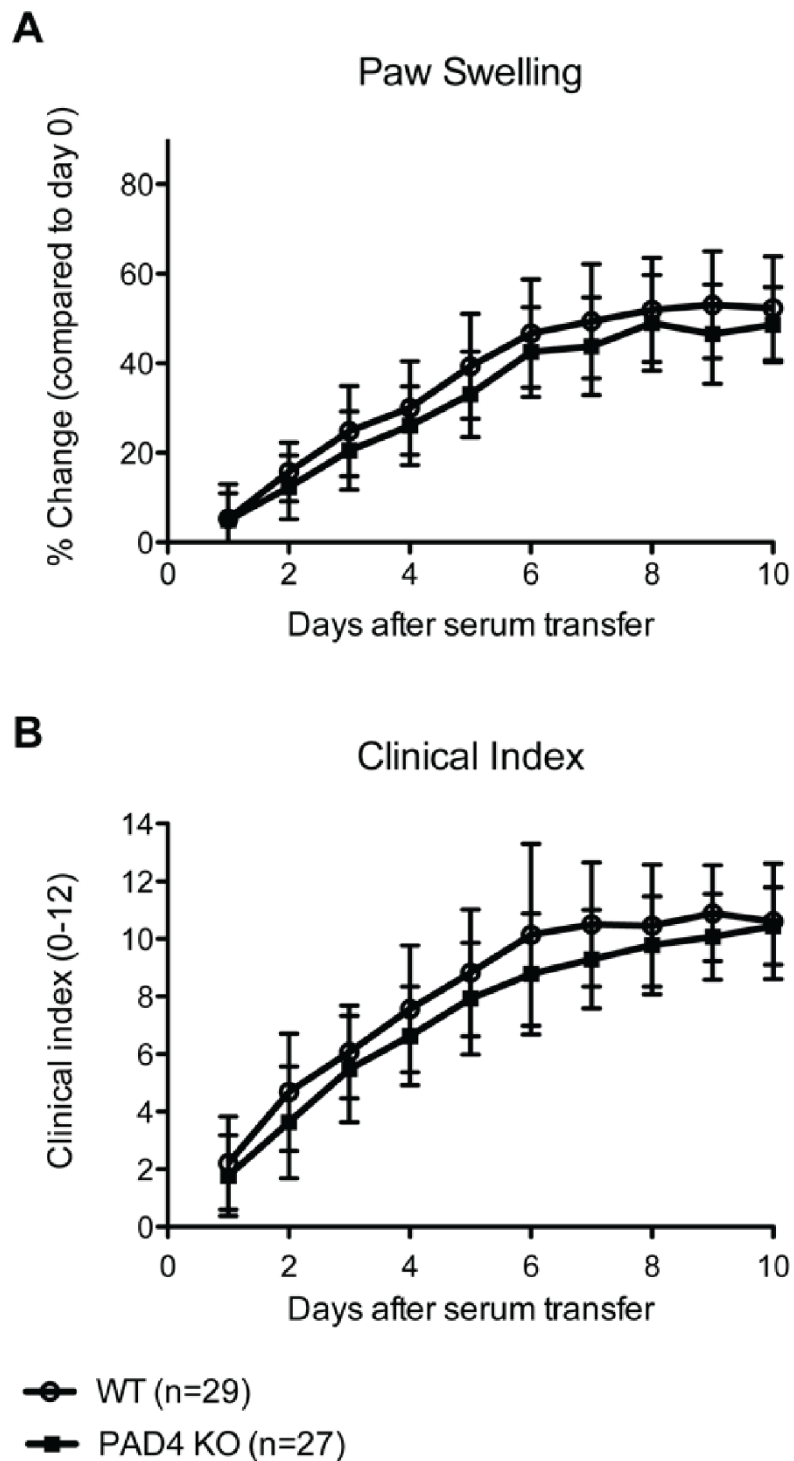 A
Paw Swelling
% Change (compared to day 0)
80
60
40
20
0
0 2 4 6 8 10
Days after serum transfer
B
Clinical Index
Clinical index (0-12)
14
12
10
8
6
4
2
0
0 2 4 6 8 10
Days after serum transfer
WT (n=29)
PAD4 KO (n=27)